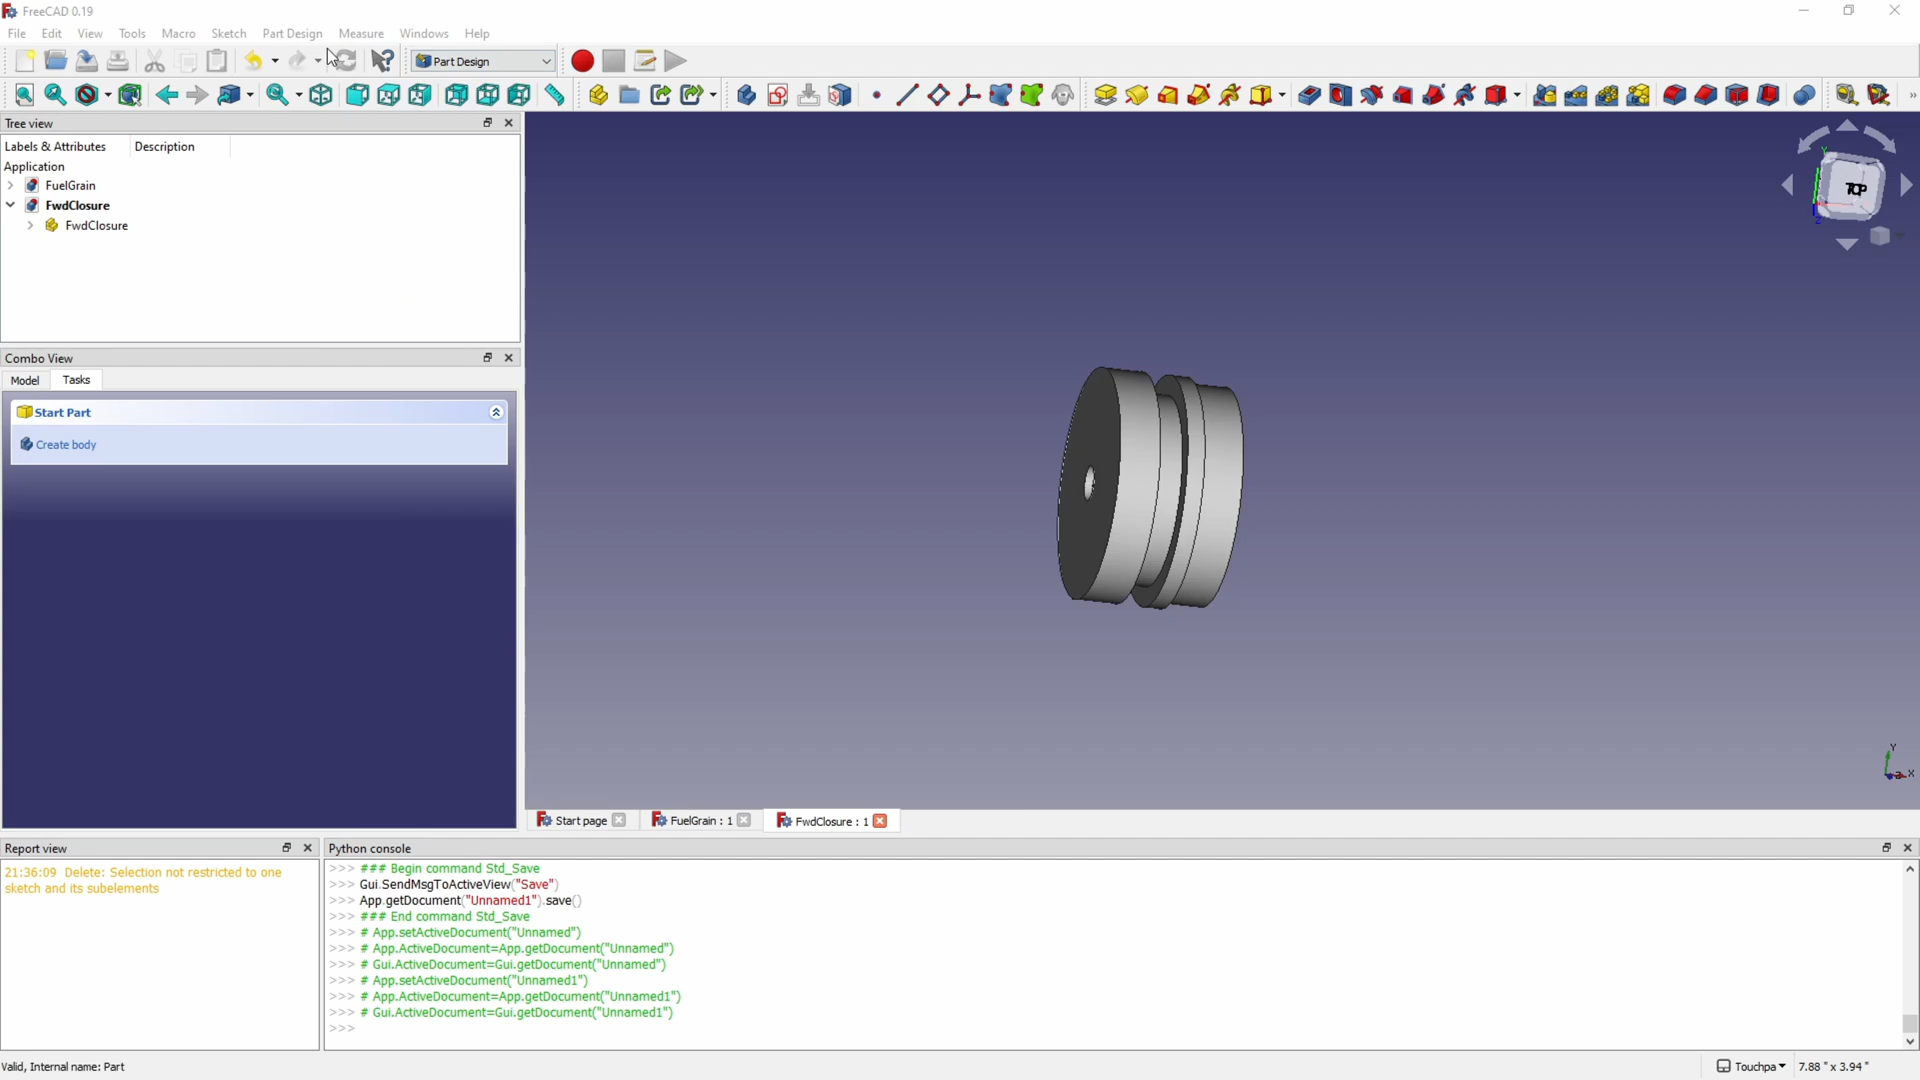 FreeCAD 0.19
File Edit View Tools Macro Sketch Part Design Measure Windows Help
Part Design
Tree view
Labels & Attributes Description
Application
FuelGrain
FwdClosure
FwdClosure
TOP
Combo View
Model Tasks
Start Part
Create body
Y
X
Start page FuelGrain : 1 FwdClosure : 1
Report view
21:36:09 Delete: Selection not restricted to one
sketch and its subelements
Python console
>>> ### Begin command Std_Save
>>> Gui.SendMsgToActiveView("Save")
>>> App.getDocument("Unnamed1").save()
>>> ### End command Std_Save
>>> # App.setActiveDocument("Unnamed")
>>> # App.ActiveDocument=App.getDocument("Unnamed")
>>> # Gui.ActiveDocument=Gui.getDocument("Unnamed")
>>> # App.setActiveDocument("Unnamed1")
>>> # App.ActiveDocument=App.getDocument("Unnamed1")
>>> # Gui.ActiveDocument=Gui.getDocument("Unnamed1")
>>>
Valid, Internal name: Part
Touchpa 7.88 " x 3.94 "